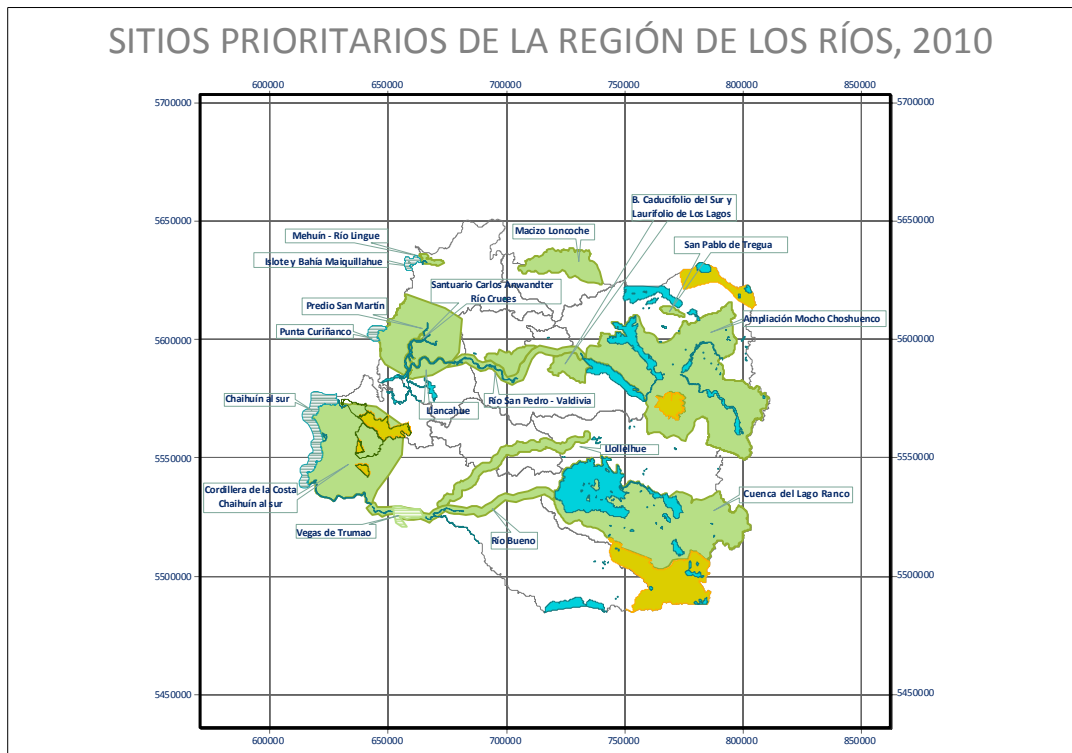 SITIOS PRIORITARIOS DE LA REGIÓN DE LOS RÍOS, 2010
600000 650000 700000 750000 800000 850000
5700000 5700000
5650000 5650000
B. Caducifolio del Sur y
Laurifolio de Los Lagos
Mehuín - Río Lingue
Macizo Loncoche
San Pablo de Tregua
Islote y Bahía Maiquillahue
Santuario Carlos Anwandter
Río Cruces
Predio San Martín
Ampliación Mocho Choshuenco
Punta Curiñanco
5600000 5600000
Chaihuín al sur
Llancahue
Río San Pedro - Valdivia
5550000 5550000
Llollelhue
Cordillera de la Costa
Chaihuín al sur
Cuenca del Lago Ranco
Vegas de Trumao
Río Bueno
5500000 5500000
5450000 5450000
600000 650000 700000 750000 800000 850000